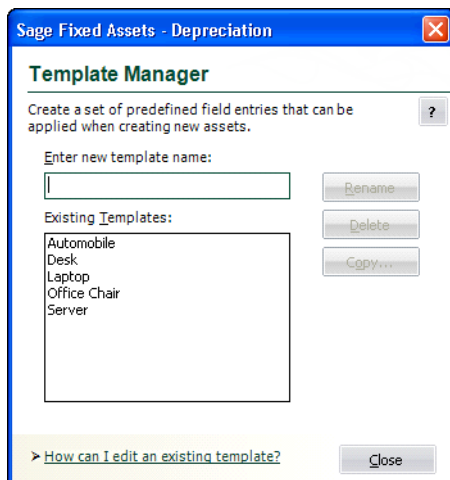 Sage Fixed Assets - Depreciation
Template Manager
Create a set of predefined field entries that can be
applied when creating new assets.
?
Enter new template name:
Rename
Existing Templates:
Delete
Automobile
Desk
Copy...
Laptop
Office Chair
Server
How can I edit an existing template?
Close